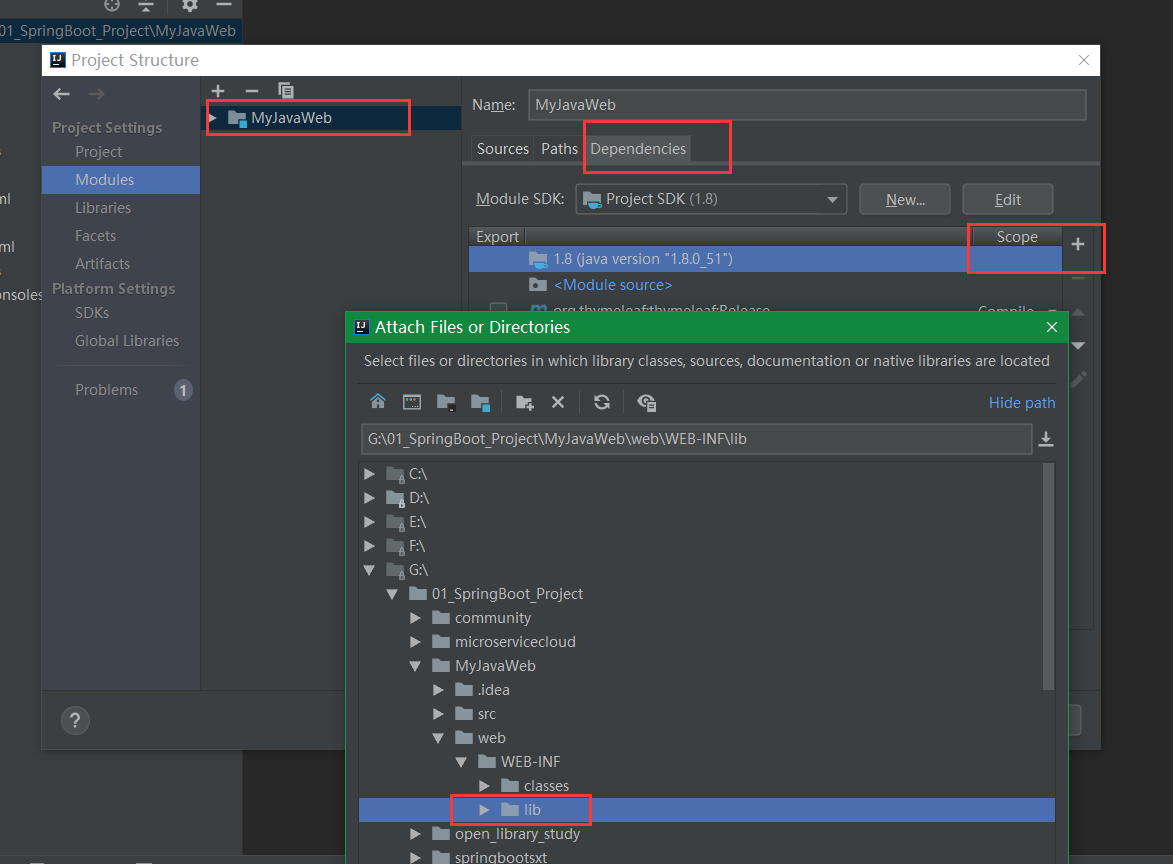 01_SpringBoot_Project\MyJavaWeb
Project Structure
Project Settings
Project
Modules
Libraries
Facets
Artifacts
Platform Settings
SDKs
Global Libraries
Problems
1
?
MyJavaWeb
Name:
MyJavaWeb
Sources
Paths
Dependencies
Module SDK:
Project SDK (1.8)
New...
Edit
Export
Scope
1.8 (java version "1.8.0_51")
<Module source>
org.thymeleaf:thymeleaf:Release
Compile
ml
ml
onsoles
Attach Files or Directories
Select files or directories in which library classes, sources, documentation or native libraries are located
Hide path
G:\01_SpringBoot_Project\MyJavaWeb\web\WEB-INF\lib
C:\
D:\
E:\
F:\
G:\
01_SpringBoot_Project
community
microservicecloud
MyJavaWeb
.idea
src
web
WEB-INF
classes
lib
open_library_study
springbootsxt